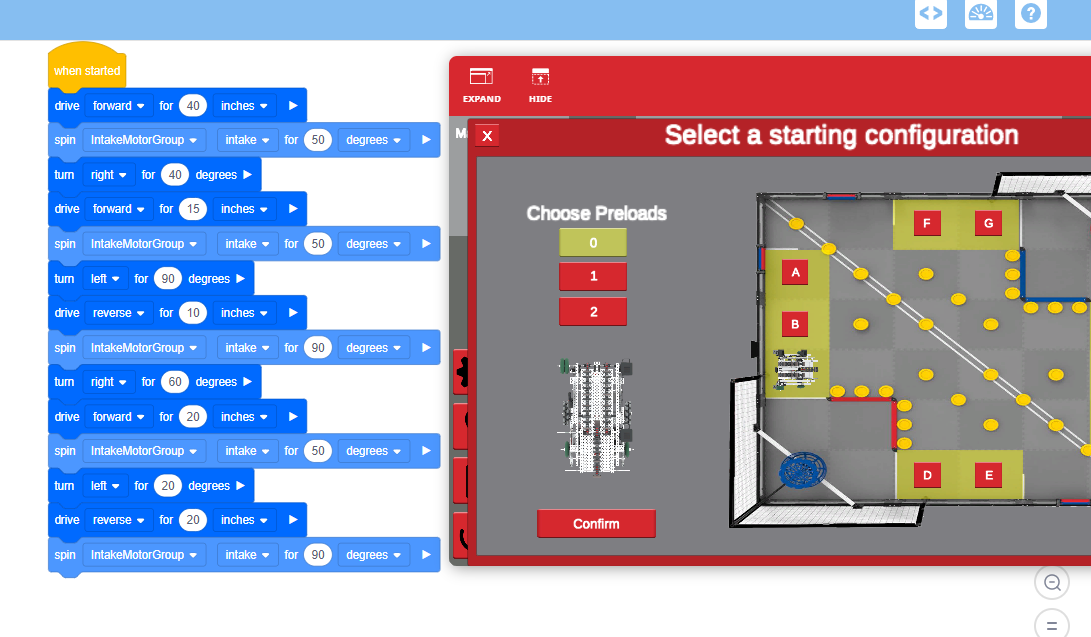 <>
?
when started
drive forward for 40 inches
spin IntakeMotorGroup intake for 50 degrees
turn right for 40 degrees
drive forward for 15 inches
spin IntakeMotorGroup intake for 50 degrees
turn left for 90 degrees
drive reverse for 10 inches
spin IntakeMotorGroup intake for 90 degrees
turn right for 60 degrees
drive forward for 20 inches
spin IntakeMotorGroup intake for 50 degrees
turn left for 20 degrees
drive reverse for 20 inches
spin IntakeMotorGroup intake for 90 degrees
EXPAND HIDE
X Select a starting configuration
Choose Preloads
0
1
2
Confirm
F G
A
B
D E
=